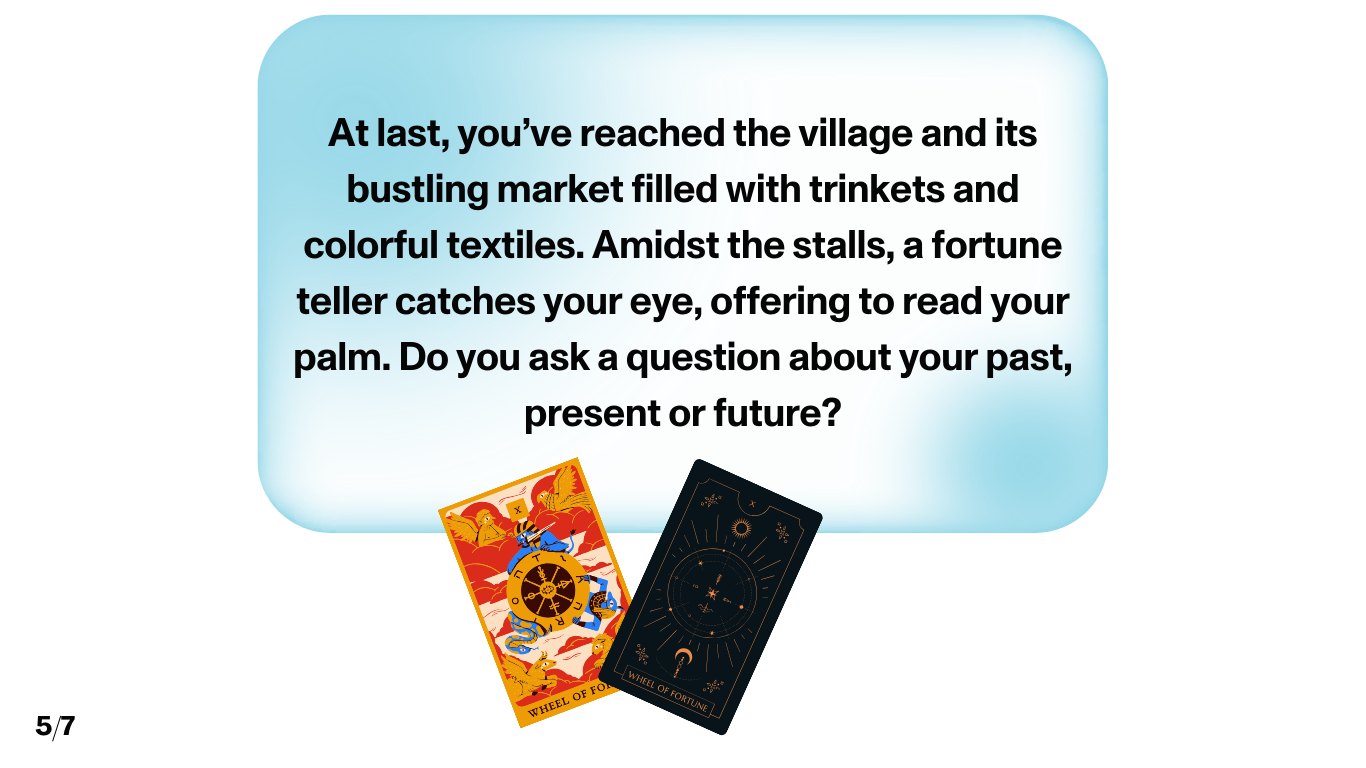 At last, you’ve reached the village and its
bustling market filled with trinkets and
colorful textiles. Amidst the stalls, a fortune
teller catches your eye, offering to read your
palm. Do you ask a question about your past,
present or future?
X
WHEEL OF FOR
X
WHEEL OF FORTUNE
5/7